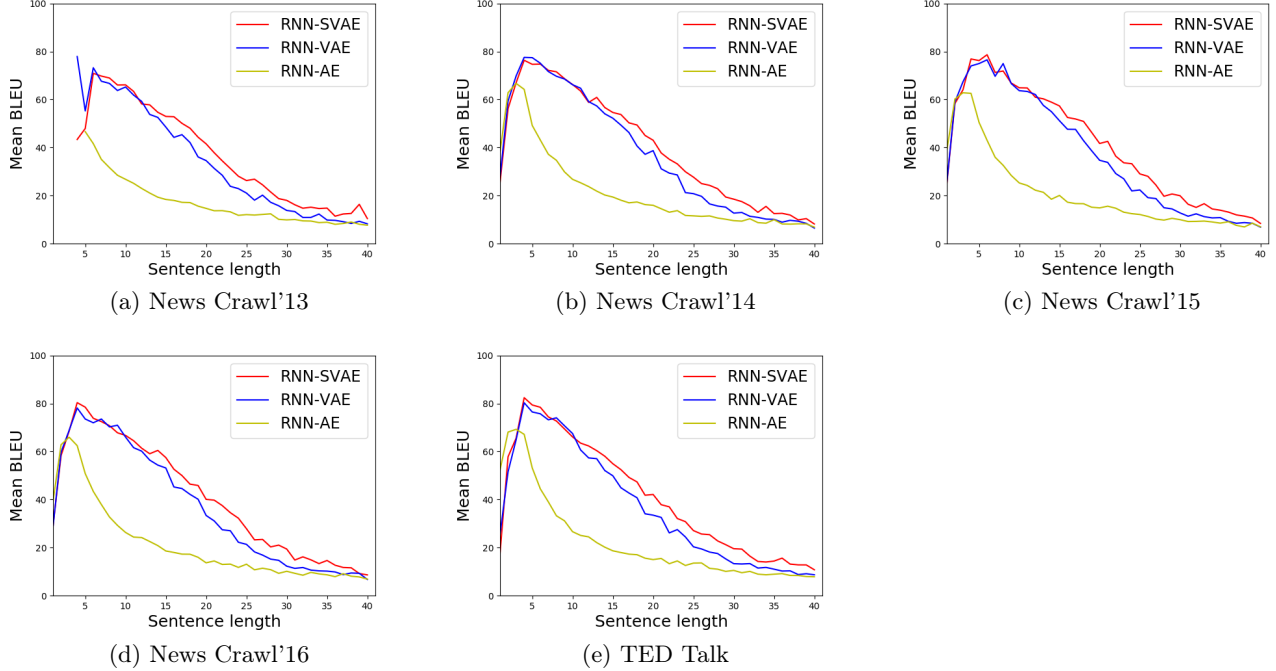 100
80
60
40
20
0
Mean BLEU
RNN-SVAE
RNN-VAE
RNN-AE
5 10 15 20 25 30 35 40
Sentence length
(a) News Crawl'13
100
80
60
40
20
0
Mean BLEU
RNN-SVAE
RNN-VAE
RNN-AE
5 10 15 20 25 30 35 40
Sentence length
(b) News Crawl'14
100
80
60
40
20
0
Mean BLEU
RNN-SVAE
RNN-VAE
RNN-AE
5 10 15 20 25 30 35 40
Sentence length
(c) News Crawl'15
100
80
60
40
20
0
Mean BLEU
RNN-SVAE
RNN-VAE
RNN-AE
5 10 15 20 25 30 35 40
Sentence length
(d) News Crawl'16
100
80
60
40
20
0
Mean BLEU
RNN-SVAE
RNN-VAE
RNN-AE
5 10 15 20 25 30 35 40
Sentence length
(e) TED Talk